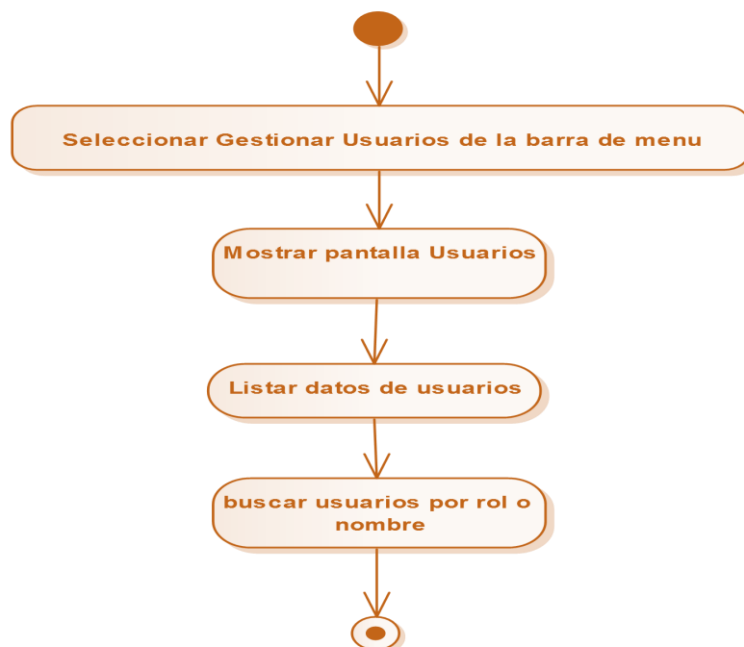 Seleccionar Gestionar Usuarios de la barra de menu
Mostrar pantalla Usuarios
Listar datos de usuarios
buscar usuarios por rol o
nombre